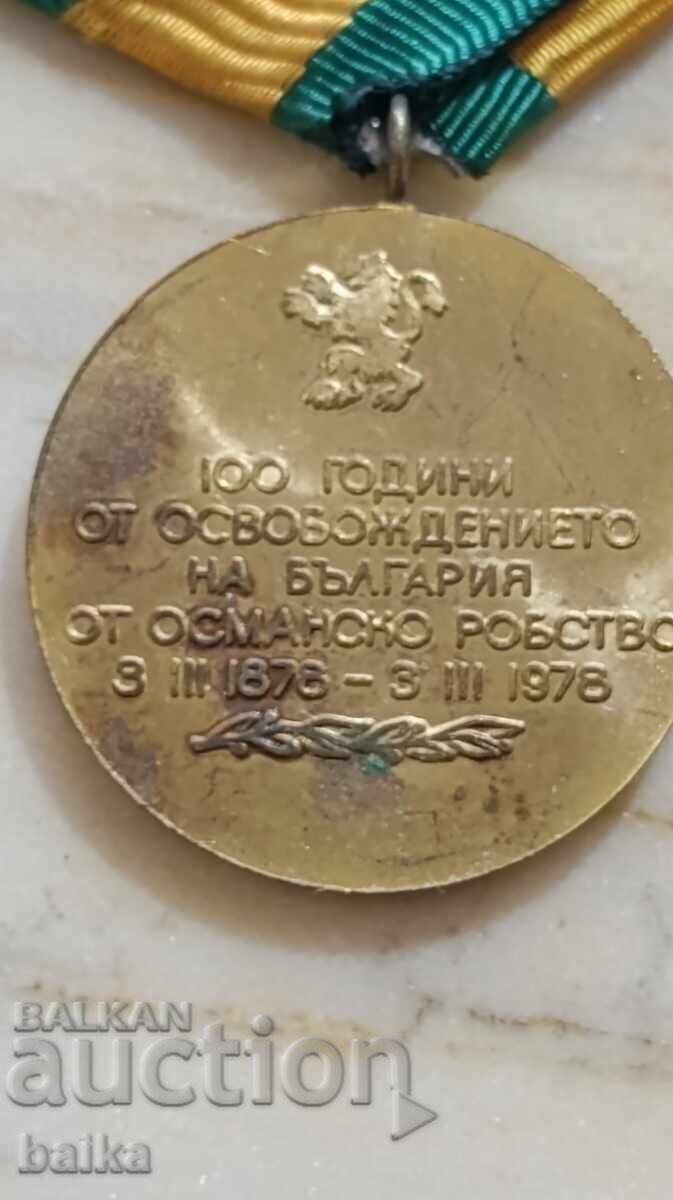 100 ГОДИНИ
ОТ ОСВОБОЖДЕНИЕТО
НА БЪЛГАРИЯ
ОТ ОСМАНСКО РОБСТВО
3 III 1878 - 3 III 1978
BALKAN
auction
baika